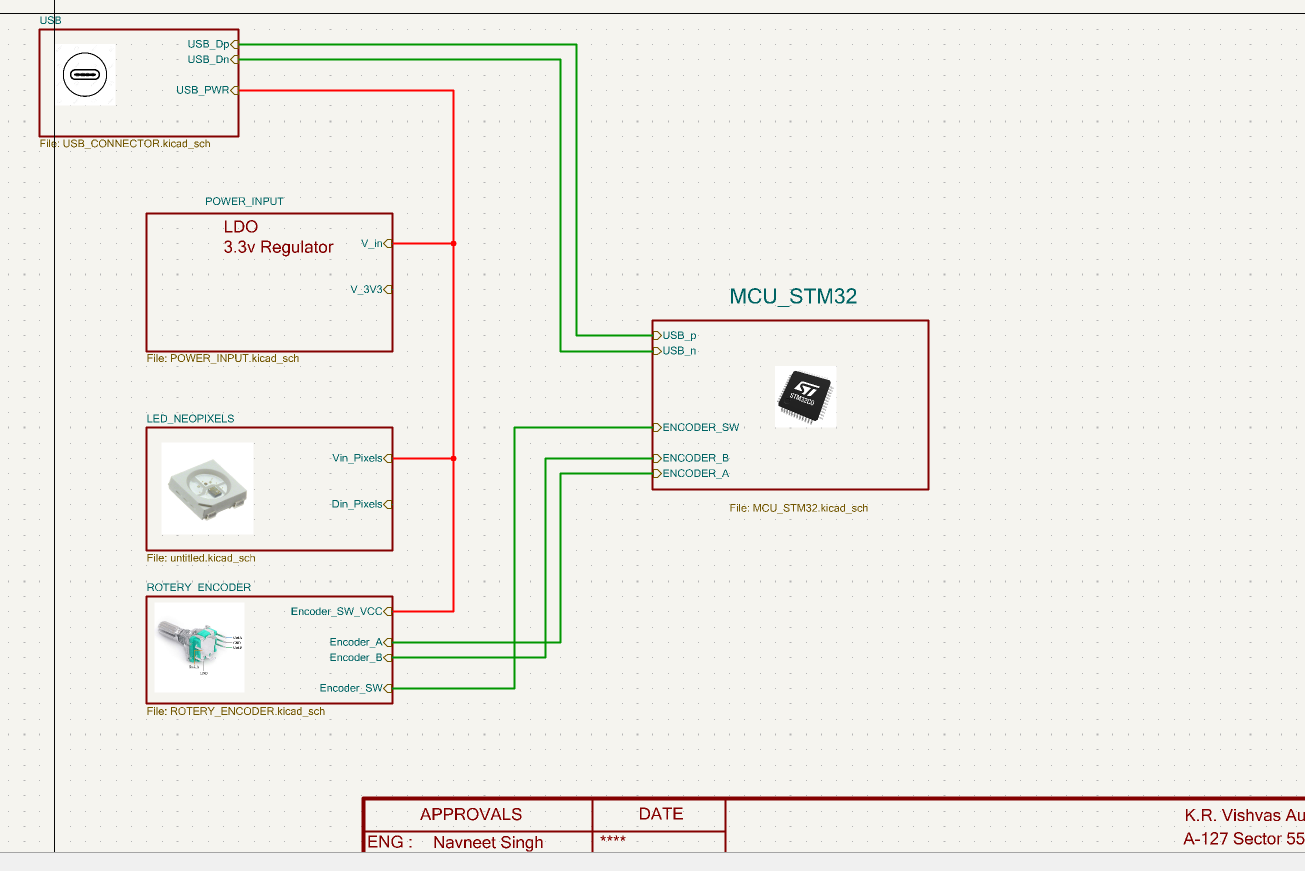 USB
USB_Dp
USB_Dn
USB_PWR
File: USB_CONNECTOR.kicad_sch
POWER_INPUT
LDO
3.3v Regulator
V_in
V_3V3
File: POWER_INPUT.kicad_sch
MCU_STM32
USB_p
USB_n
STM32C0
ENCODER_SW
ENCODER_B
ENCODER_A
File: MCU_STM32.kicad_sch
LED_NEOPIXELS
Vin_Pixels
Din_Pixels
File: untitled.kicad_sch
ROTERY_ENCODER
Encoder_SW_VCC
Encoder_A
Encoder_B
Encoder_SW
File: ROTERY_ENCODER.kicad_sch
APPROVALS
DATE
ENG : Navneet Singh
****
K.R. Vishvas Au
A-127 Sector 55